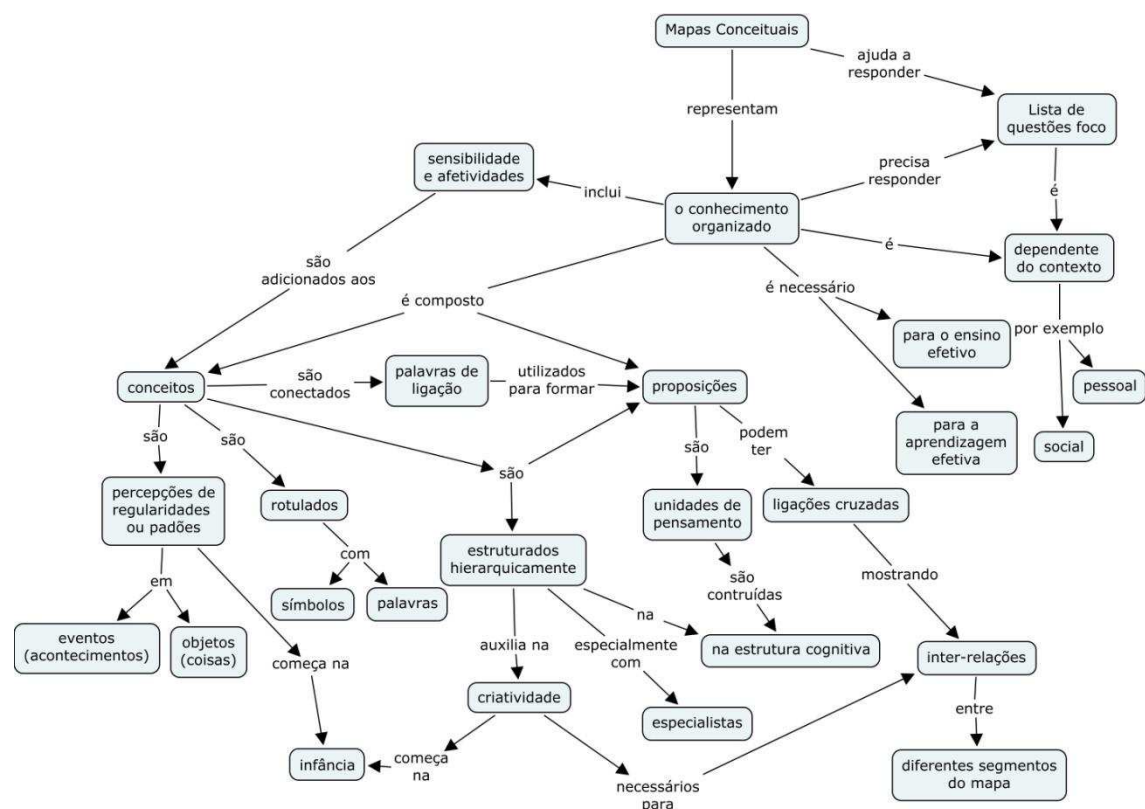 Mapas Conceituais
ajuda a
responder
representam
Lista de
questões foco
sensibilidade
e afetividades
precisa
responder
inclui
é
o conhecimento
organizado
é
dependente
do contexto
são
adicionados aos
é necessário
é composto
para o ensino
efetivo
por exemplo
conceitos
são
conectados
palavras de
ligação
utilizados
para formar
proposições
pessoal
para a
aprendizagem
efetiva
social
são
são
são
são
podem
ter
percepções de
regularidades
ou padões
rotulados
unidades de
pensamento
ligações cruzadas
estruturados
hierarquicamente
em
com
são
contruídas
mostrando
símbolos
palavras
na
eventos
(acontecimentos)
objetos
(coisas)
começa na
auxilia na
especialmente
com
na estrutura cognitiva
inter-relações
criatividade
especialistas
entre
infância
começa
na
necessários
para
diferentes segmentos
do mapa